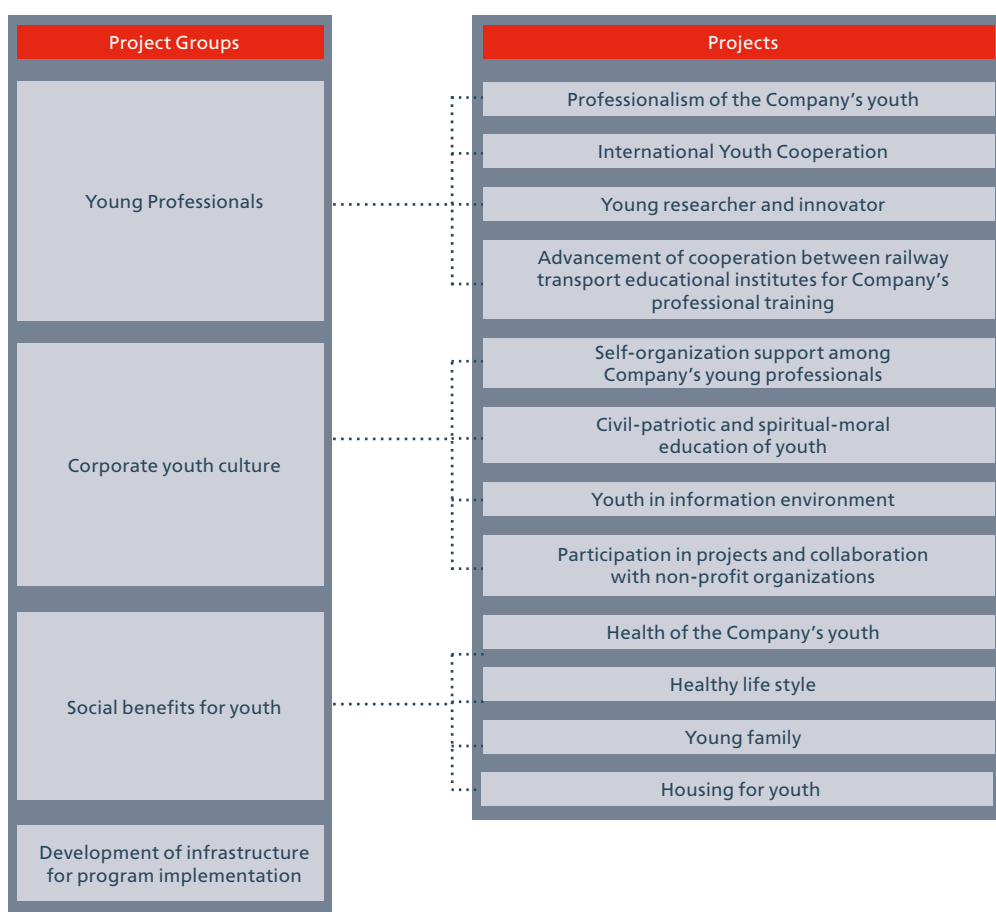 Project Groups
Young Professionals
Corporate youth culture
Social benefits for youth
Development of infrastructure
for program implementation
Projects
Professionalism of the Company’s youth
International Youth Cooperation
Young researcher and innovator
Advancement of cooperation between railway
transport educational institutes for Company’s
professional training
Self-organization support among
Company’s young professionals
Civil-patriotic and spiritual-moral
education of youth
Youth in information environment
Participation in projects and collaboration
with non-profit organizations
Health of the Company’s youth
Healthy life style
Young family
Housing for youth